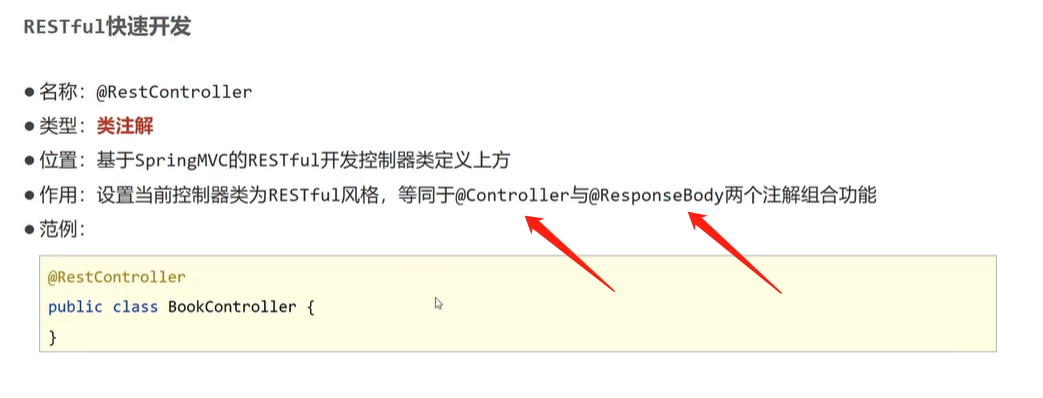 RESTful快速开发
● 名称：@RestController
● 类型：类注解
● 位置：基于SpringMVC的RESTful开发控制器类定义上方
● 作用：设置当前控制器类为RESTful风格，等同于@Controller与@ResponseBody两个注解组合功能
● 范例：
@RestController
public class BookController {
}